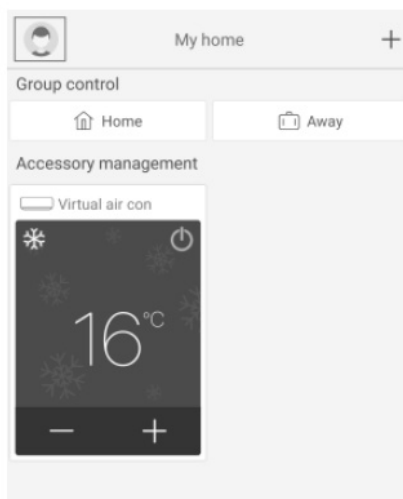 My home
+
Group control
Home
Away
Accessory management
Virtual air con
16°C
− +